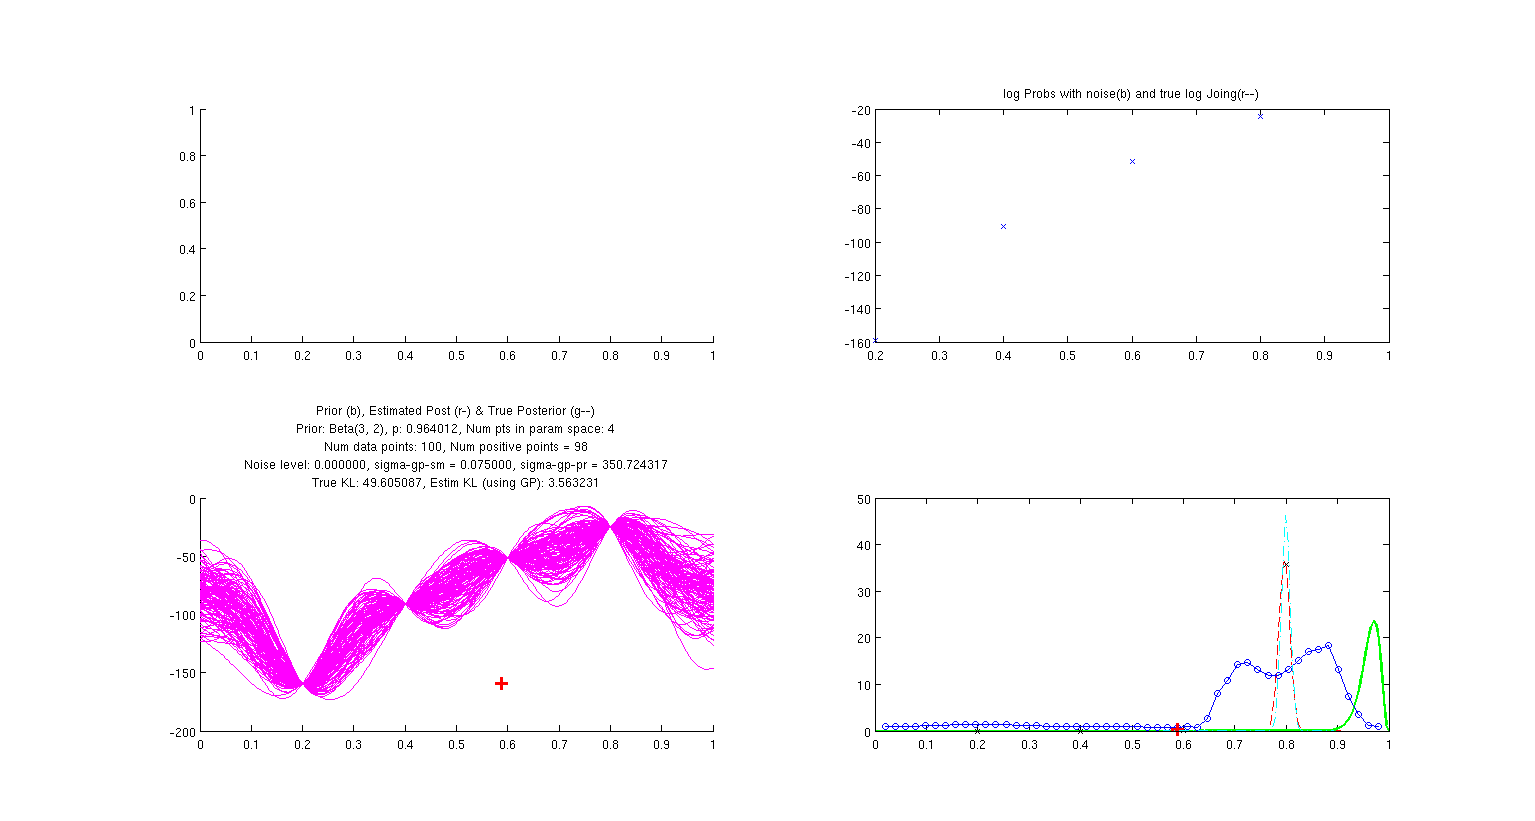 1
0.8
0.6
0.4
0.2
0
0 0.1 0.2 0.3 0.4 0.5 0.6 0.7 0.8 0.9 1
log Probs with noise(b) and true log Joing(r--)
-20
-40
-60
-80
-100
-120
-140
-160
0.2 0.3 0.4 0.5 0.6 0.7 0.8 0.9 1
Prior (b), Estimated Post (r-) & True Posterior (g--)
Prior: Beta(3, 2), p: 0.964012, Num pts in param space: 4
Num data points: 100, Num positive points = 98
Noise level: 0.000000, sigma-gp-sm = 0.075000, sigma-gp-pr = 350.724317
True KL: 49.605087, Estim KL (using GP): 3.563231
0
-50
-100
-150
-200
0 0.1 0.2 0.3 0.4 0.5 0.6 0.7 0.8 0.9 1
50
40
30
20
10
0
0 0.1 0.2 0.3 0.4 0.5 0.6 0.7 0.8 0.9 1